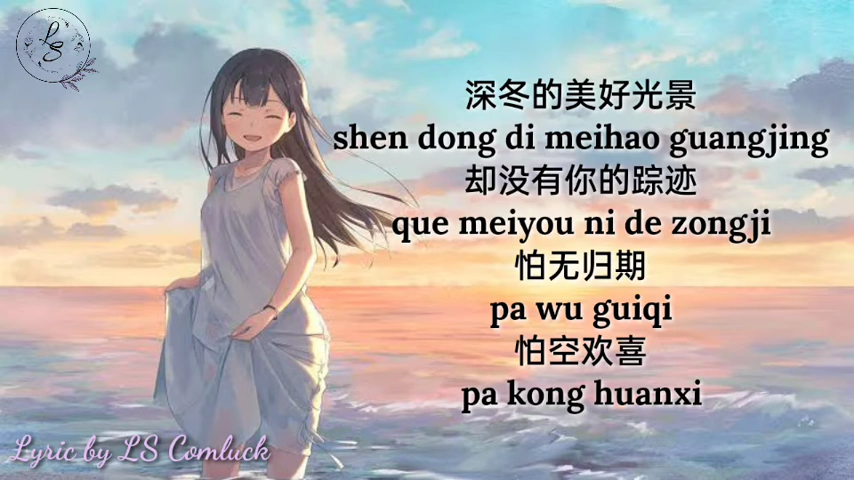 LS
深冬的美好光景
shen dong di meihao guangjing
却没有你的踪迹
que meiyou ni de zongji
怕无归期
pa wu guiqi
怕空欢喜
pa kong huanxi
Lyric by LS Comluck